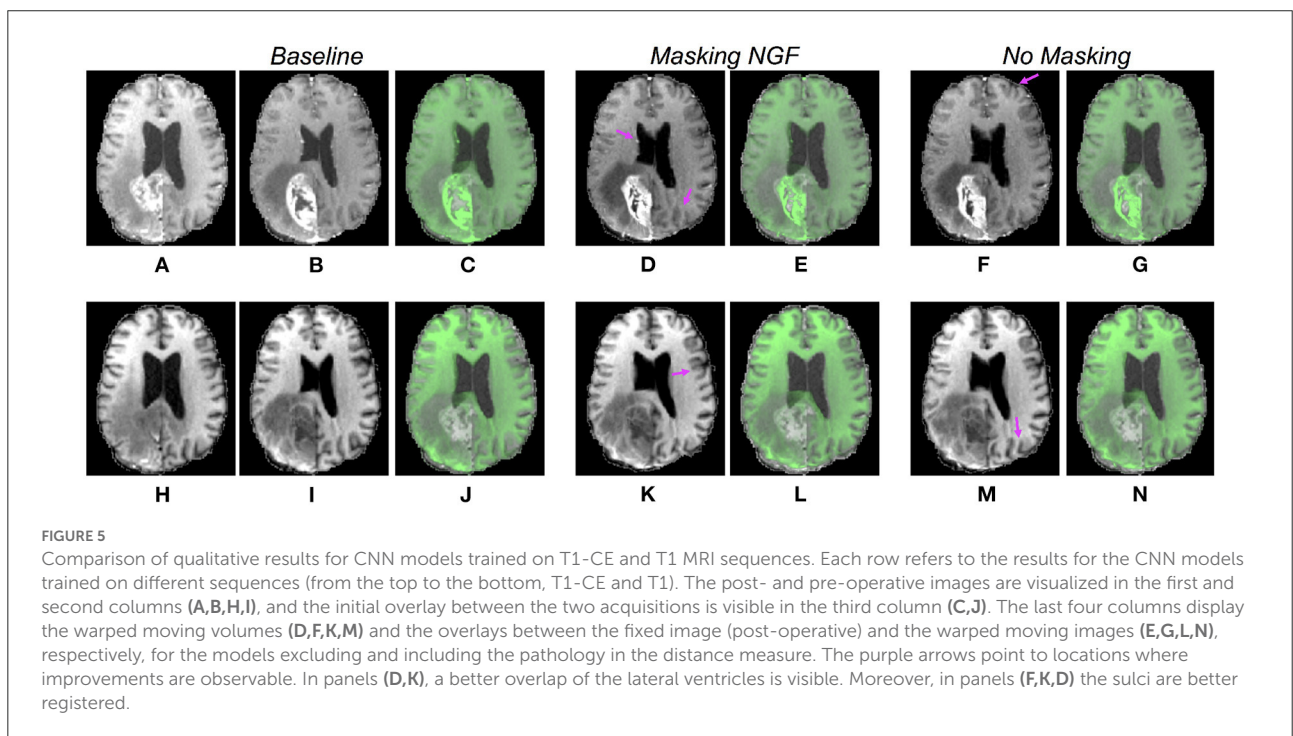 Baseline
Masking NGF
No Masking
A
B
C
D
E
F
G
H
I
J
K
L
M
N
FIGURE 5
Comparison of qualitative results for CNN models trained on T1-CE and T1 MRI sequences. Each row refers to the results for the CNN models
trained on different sequences (from the top to the bottom, T1-CE and T1). The post- and pre-operative images are visualized in the first and
second columns (A,B,H,I), and the initial overlay between the two acquisitions is visible in the third column (C,J). The last four columns display
the warped moving volumes (D,F,K,M) and the overlays between the fixed image (post-operative) and the warped moving images (E,G,L,N),
respectively, for the models excluding and including the pathology in the distance measure. The purple arrows point to locations where
improvements are observable. In panels (D,K), a better overlap of the lateral ventricles is visible. Moreover, in panels (F,K,D) the sulci are better
registered.